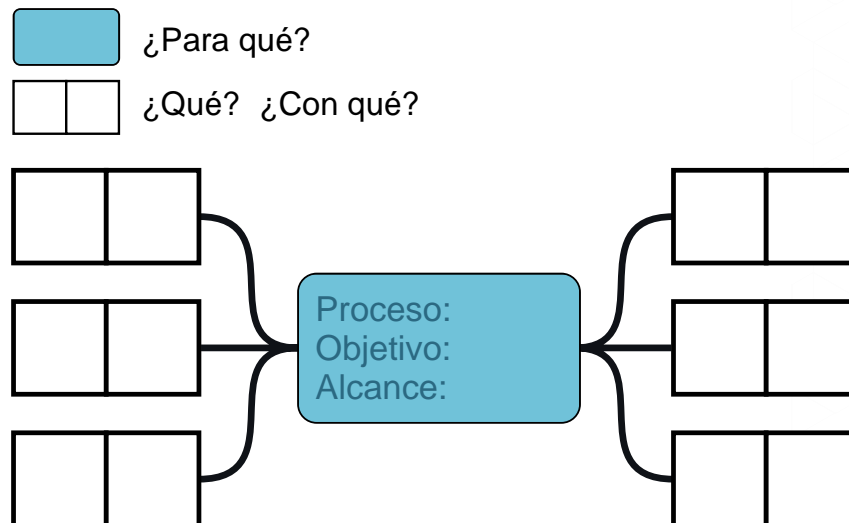 ¿Para qué?
¿Qué? ¿Con qué?
Proceso:
Objetivo:
Alcance: